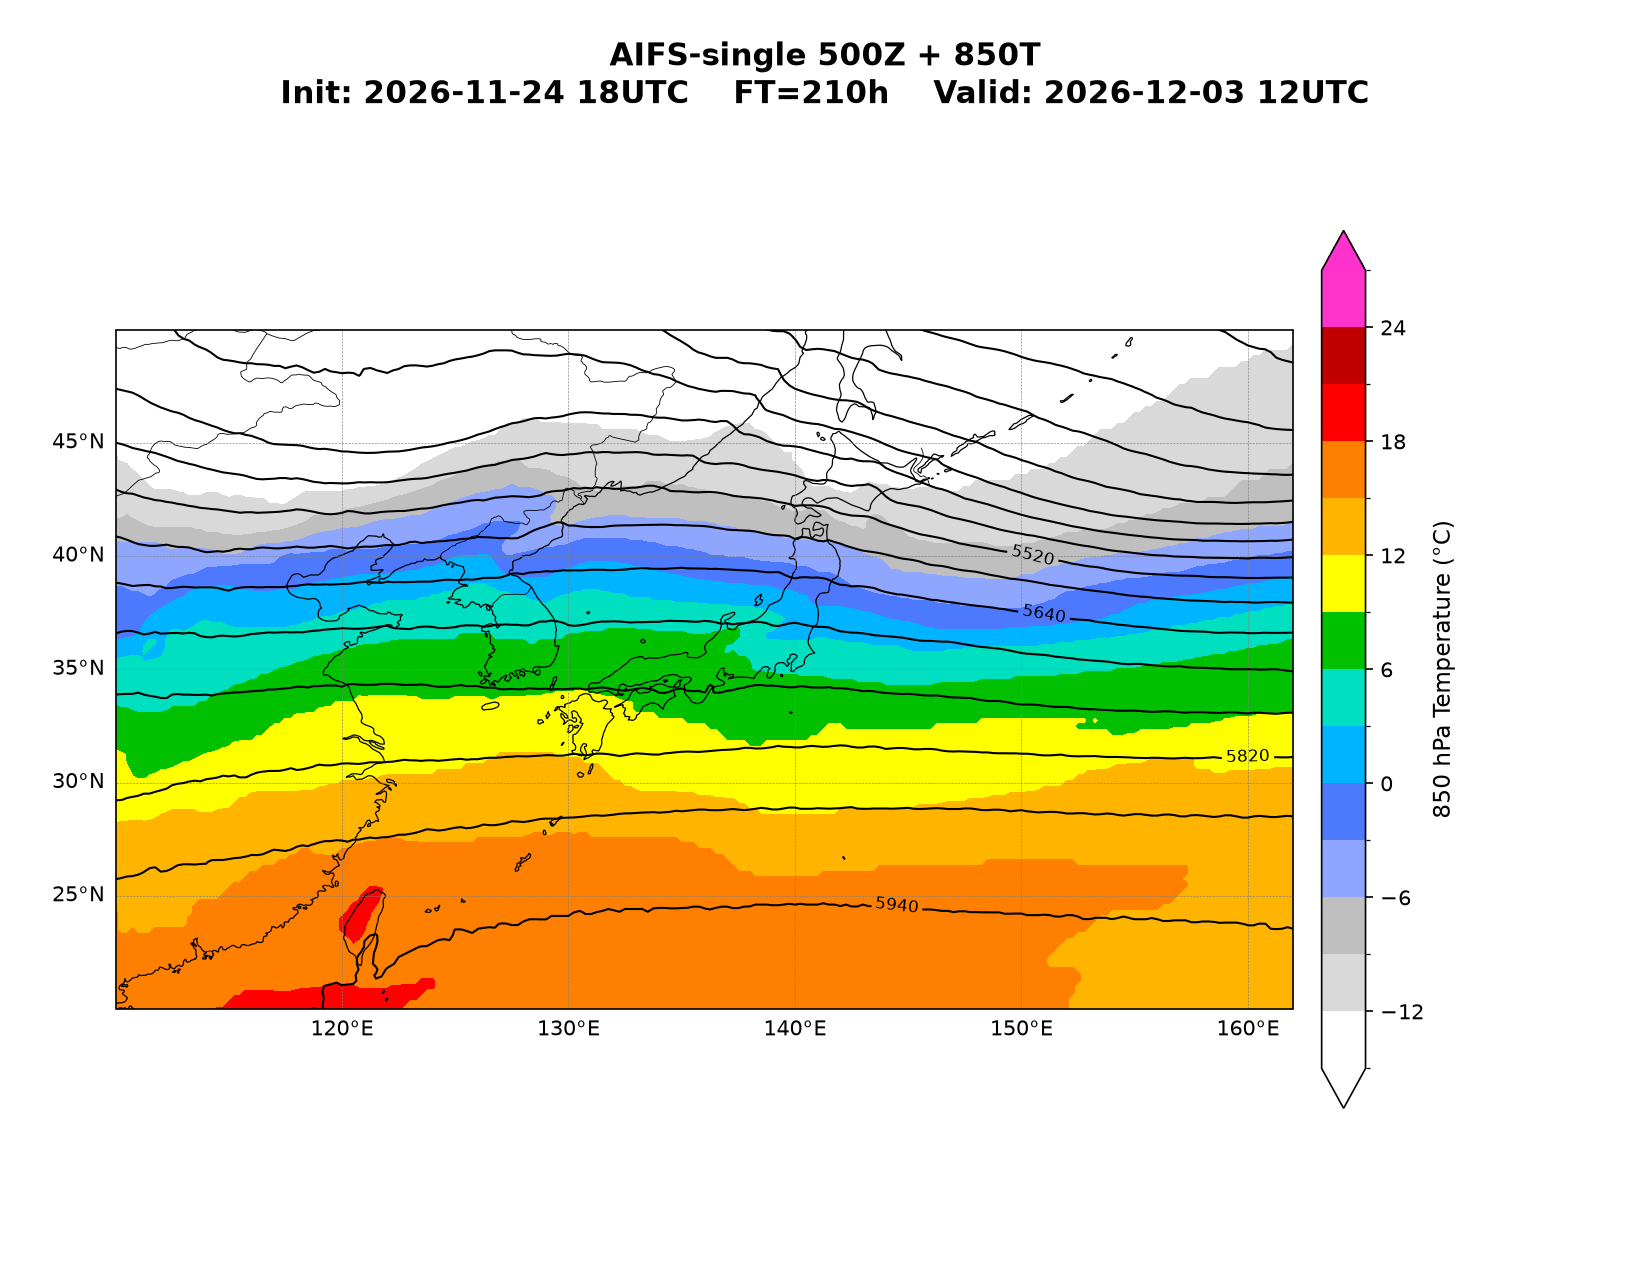 AIFS-single 500Z + 850T
Init: 2026-11-24 18UTC    FT=210h    Valid: 2026-12-03 12UTC
45°N
40°N
35°N
30°N
25°N
120°E
130°E
140°E
150°E
160°E
5520
5640
5820
5940
24
18
12
6
0
−6
−12
850 hPa Temperature (°C)